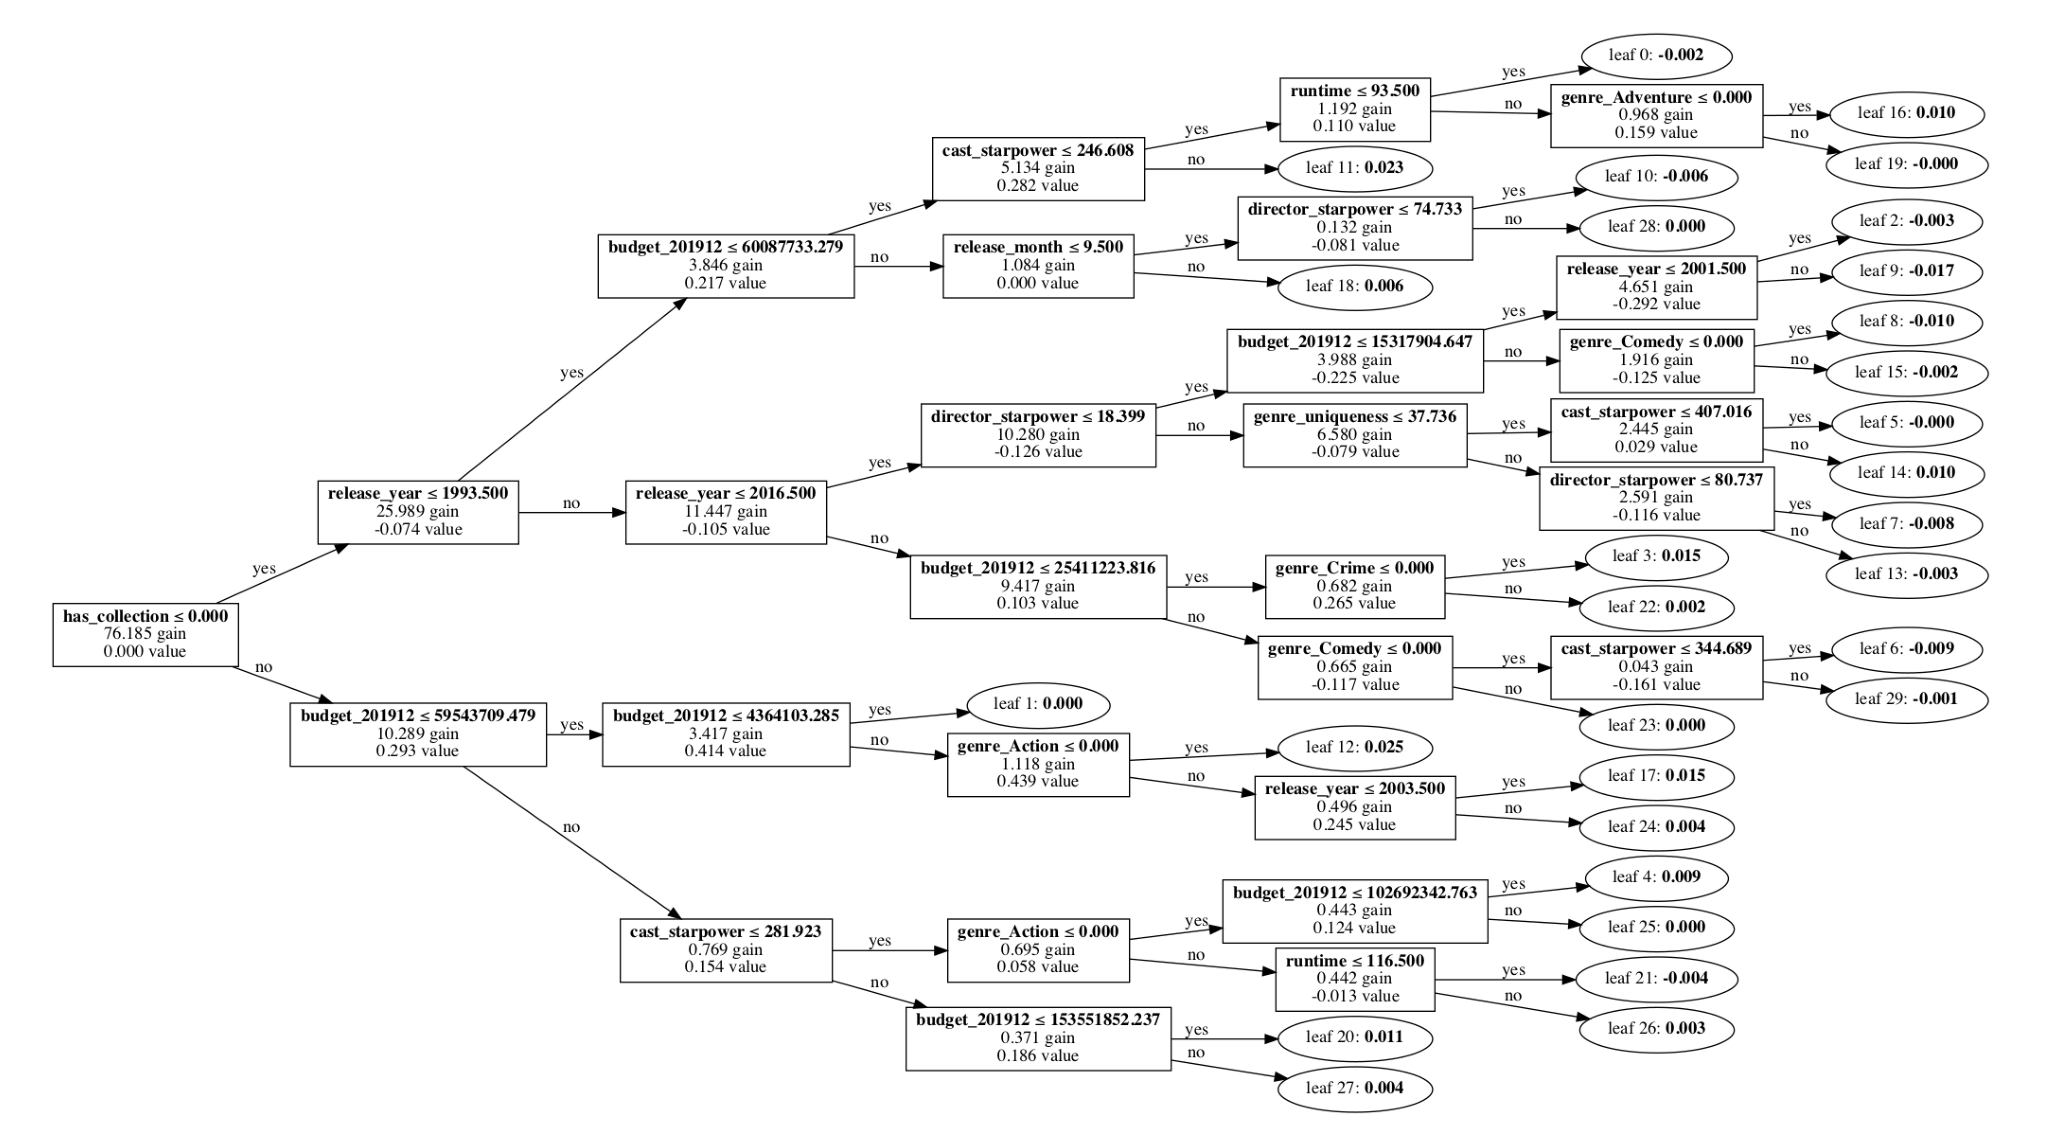 has_collection ≤ 0.000
76.185 gain
0.000 value
yes
no
release_year ≤ 1993.500
25.989 gain
-0.074 value
yes
no
budget_201912 ≤ 59543709.479
10.289 gain
0.293 value
yes
no
budget_201912 ≤ 60087733.279
3.846 gain
0.217 value
yes
no
release_year ≤ 2016.500
11.447 gain
-0.105 value
yes
no
budget_201912 ≤ 4364103.285
3.417 gain
0.414 value
yes
no
cast_starpower ≤ 281.923
0.769 gain
0.154 value
yes
no
cast_starpower ≤ 246.608
5.134 gain
0.282 value
yes
no
release_month ≤ 9.500
1.084 gain
0.000 value
yes
no
director_starpower ≤ 18.399
10.280 gain
-0.126 value
yes
no
budget_201912 ≤ 25411223.816
9.417 gain
0.103 value
yes
no
leaf 1: 0.000
genre_Action ≤ 0.000
1.118 gain
0.439 value
yes
no
genre_Action ≤ 0.000
0.695 gain
0.058 value
yes
no
budget_201912 ≤ 153551852.237
0.371 gain
0.186 value
yes
no
runtime ≤ 93.500
1.192 gain
0.110 value
yes
no
leaf 11: 0.023
director_starpower ≤ 74.733
0.132 gain
-0.081 value
yes
no
leaf 18: 0.006
budget_201912 ≤ 15317904.647
3.988 gain
-0.225 value
yes
no
genre_uniqueness ≤ 37.736
6.580 gain
-0.079 value
yes
no
genre_Crime ≤ 0.000
0.682 gain
0.265 value
yes
no
genre_Comedy ≤ 0.000
0.665 gain
-0.117 value
yes
no
leaf 12: 0.025
release_year ≤ 2003.500
0.496 gain
0.245 value
yes
no
budget_201912 ≤ 102692342.763
0.443 gain
0.124 value
yes
no
runtime ≤ 116.500
0.442 gain
-0.013 value
yes
no
leaf 20: 0.011
leaf 27: 0.004
leaf 0: -0.002
genre_Adventure ≤ 0.000
0.968 gain
0.159 value
yes
no
leaf 10: -0.006
leaf 28: 0.000
release_year ≤ 2001.500
4.651 gain
-0.292 value
yes
no
genre_Comedy ≤ 0.000
1.916 gain
-0.125 value
yes
no
cast_starpower ≤ 407.016
2.445 gain
0.029 value
yes
no
director_starpower ≤ 80.737
2.591 gain
-0.116 value
yes
no
leaf 3: 0.015
leaf 22: 0.002
cast_starpower ≤ 344.689
0.043 gain
-0.161 value
yes
no
leaf 23: 0.000
leaf 17: 0.015
leaf 24: 0.004
leaf 4: 0.009
leaf 25: 0.000
leaf 21: -0.004
leaf 26: 0.003
leaf 16: 0.010
leaf 19: -0.000
leaf 2: -0.003
leaf 9: -0.017
leaf 8: -0.010
leaf 15: -0.002
leaf 5: -0.000
leaf 14: 0.010
leaf 7: -0.008
leaf 13: -0.003
leaf 6: -0.009
leaf 29: -0.001